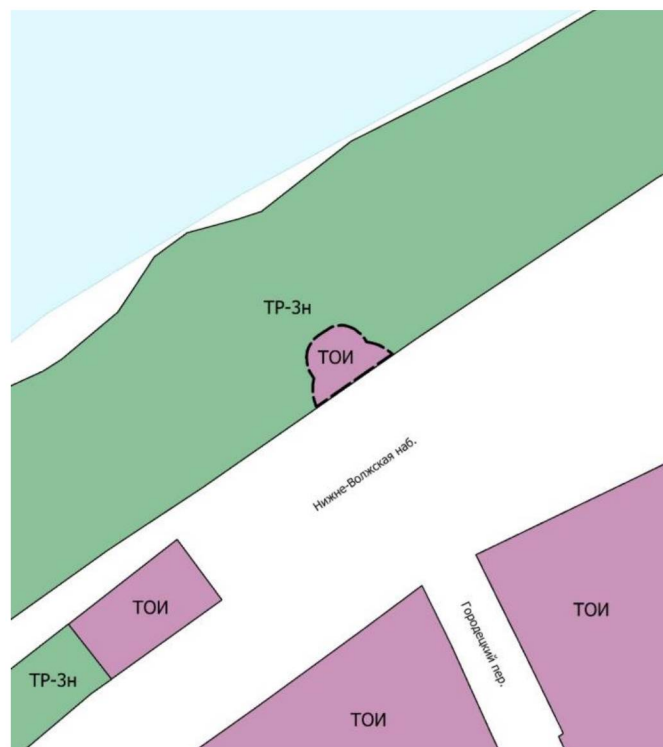 ТР-3н
ТОИ
Нижне-Волжская наб.
ТОИ
Городецкий пер.
ТОИ
ТР-3н
ТОИ